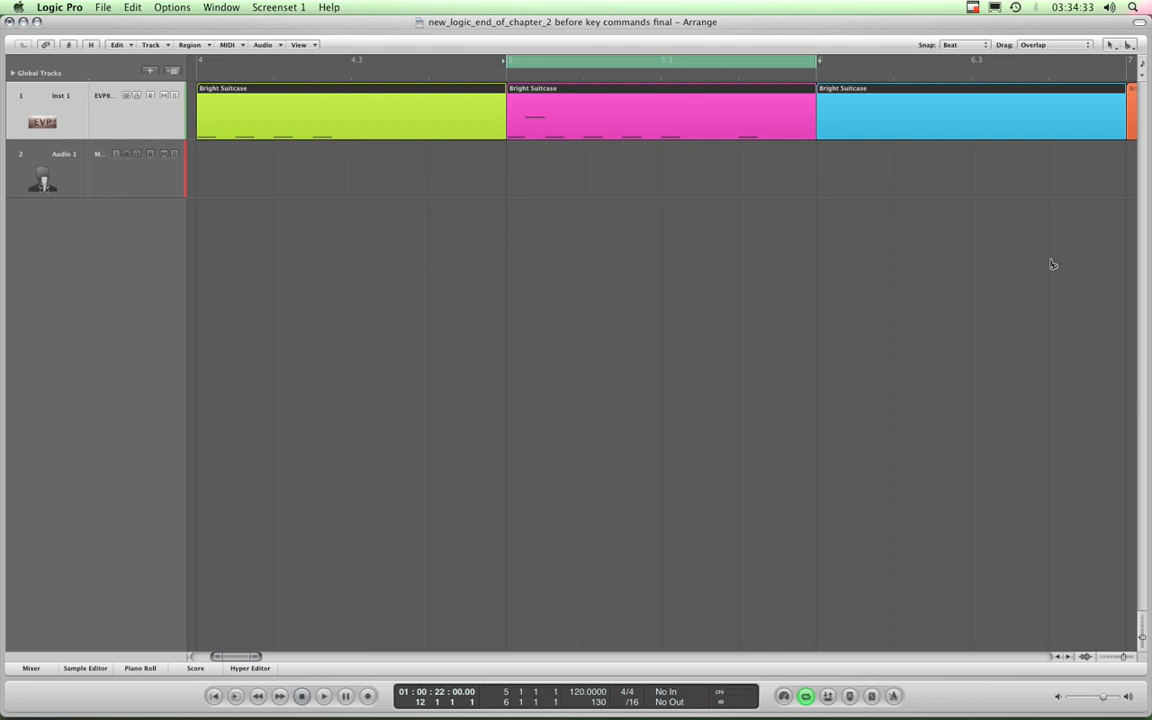 Logic Pro File Edit Options Window Screenset 1 Help 03:34:33
new_logic_end_of_chapter_2 before key commands final – Arrange
H Edit Track Region MIDI Audio View Snap: Beat Drag: Overlap
Global Tracks 4 4.3 5 5.3 6 6.3 7
1 Inst 1 EVP8... R M S Bright Suitcase Bright Suitcase Bright Suitcase
EVP
2 Audio 1 M... I R M S
Mixer Sample Editor Piano Roll Score Hyper Editor
01:00:22:00.00 5 1 1 1 120.0000 4/4 No In CPU
12 1 1 1 6 1 1 1 130 /16 No Out HD